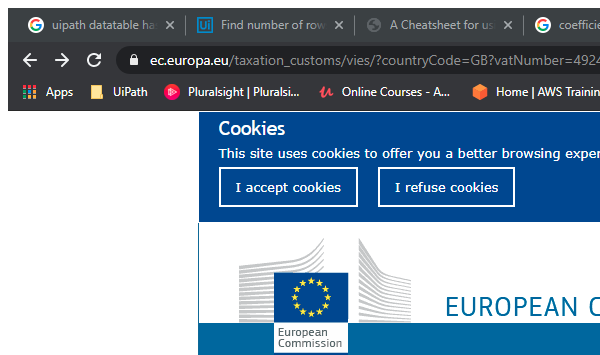 uipath datatable ha
Find number of row
A Cheatsheet for us
coefficie
ec.europa.eu/taxation_customs/vies/?countryCode=GB?vatNumber=4924
Apps
UiPath
Pluralsight | Pluralsi...
Online Courses - A...
Home | AWS Training
Cookies
This site uses cookies to offer you a better browsing exper
I accept cookies
I refuse cookies
EUROPEAN C
European
Commission